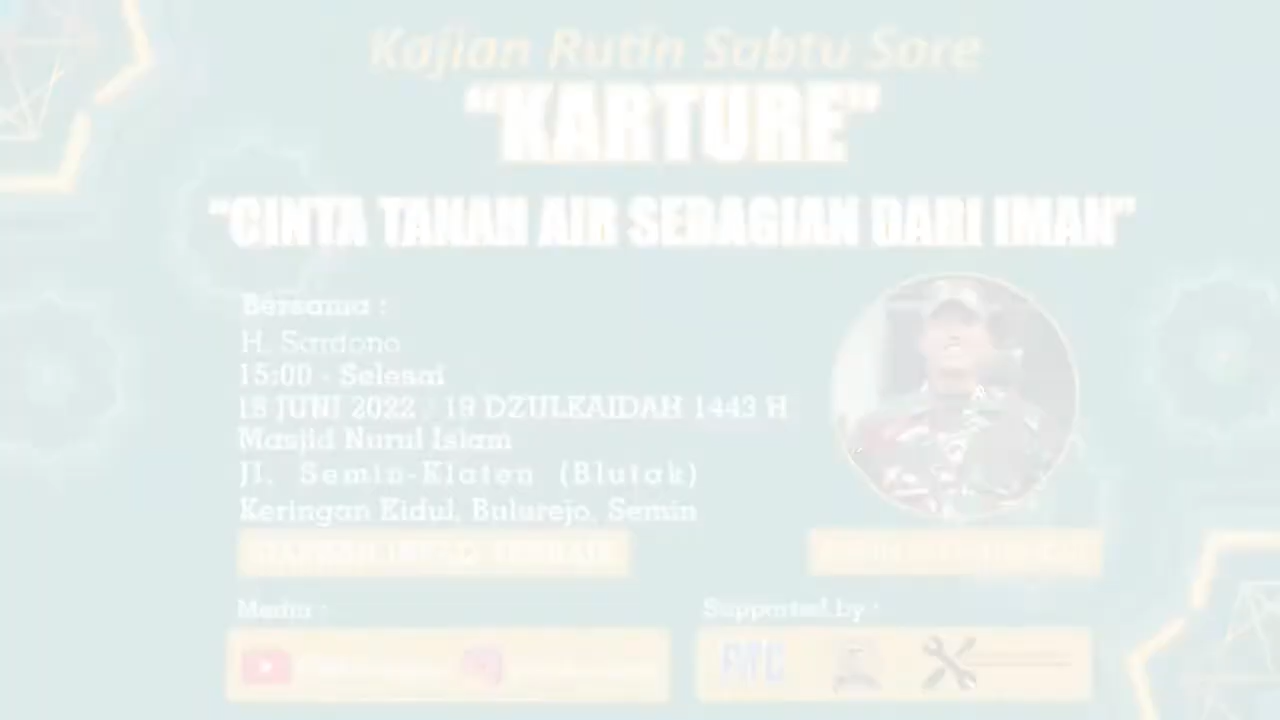 Kajian Rutin Sabtu Sore
"KARTURE"
"CINTA TANAH AIR SEBAGIAN DARI IMAN"
Bersama :
H. Sardono
15:00 - Selesai
18 JUNI 2022 / 18 DZULKAIDAH 1443 H
Masjid Nurul Islam
Jl. Semin-Klaten (Blutak)
Keringan Kidul, Bulurejo, Semin
Media :
Supported by :